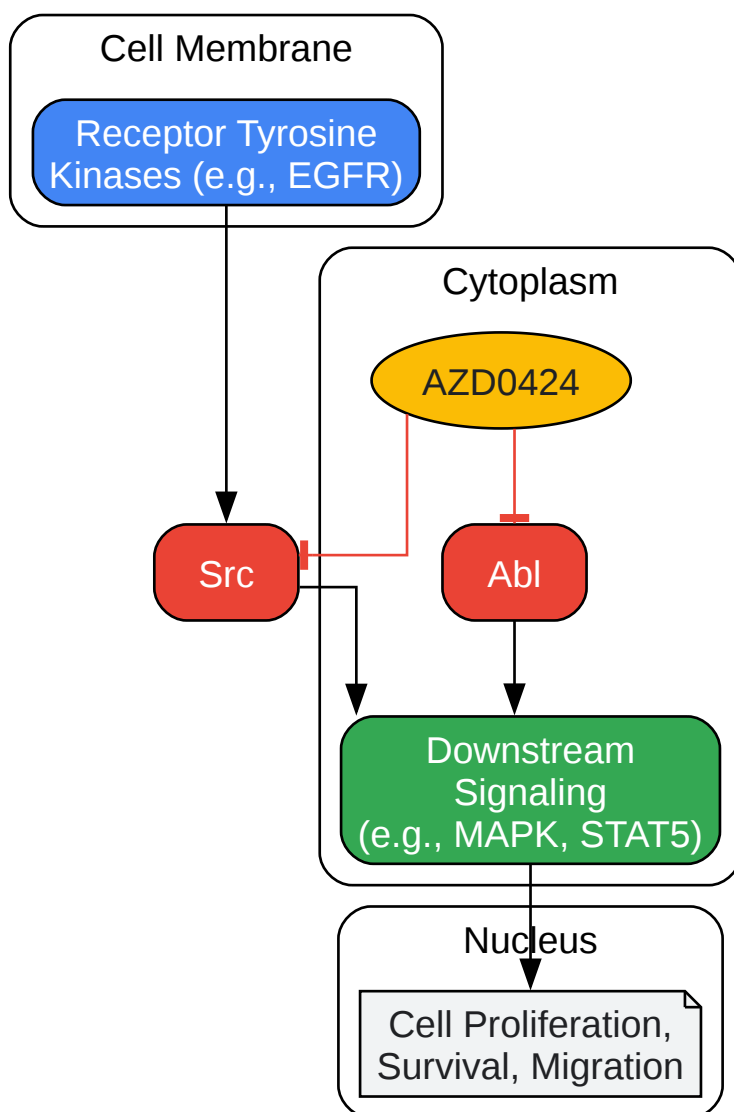 Cell Membrane
Receptor Tyrosine
Kinases (e.g., EGFR)
Cytoplasm
AZD0424
Src
Abl
Downstream
Signaling
(e.g., MAPK, STAT5)
Nucleus
Cell Proliferation,
Survival, Migration